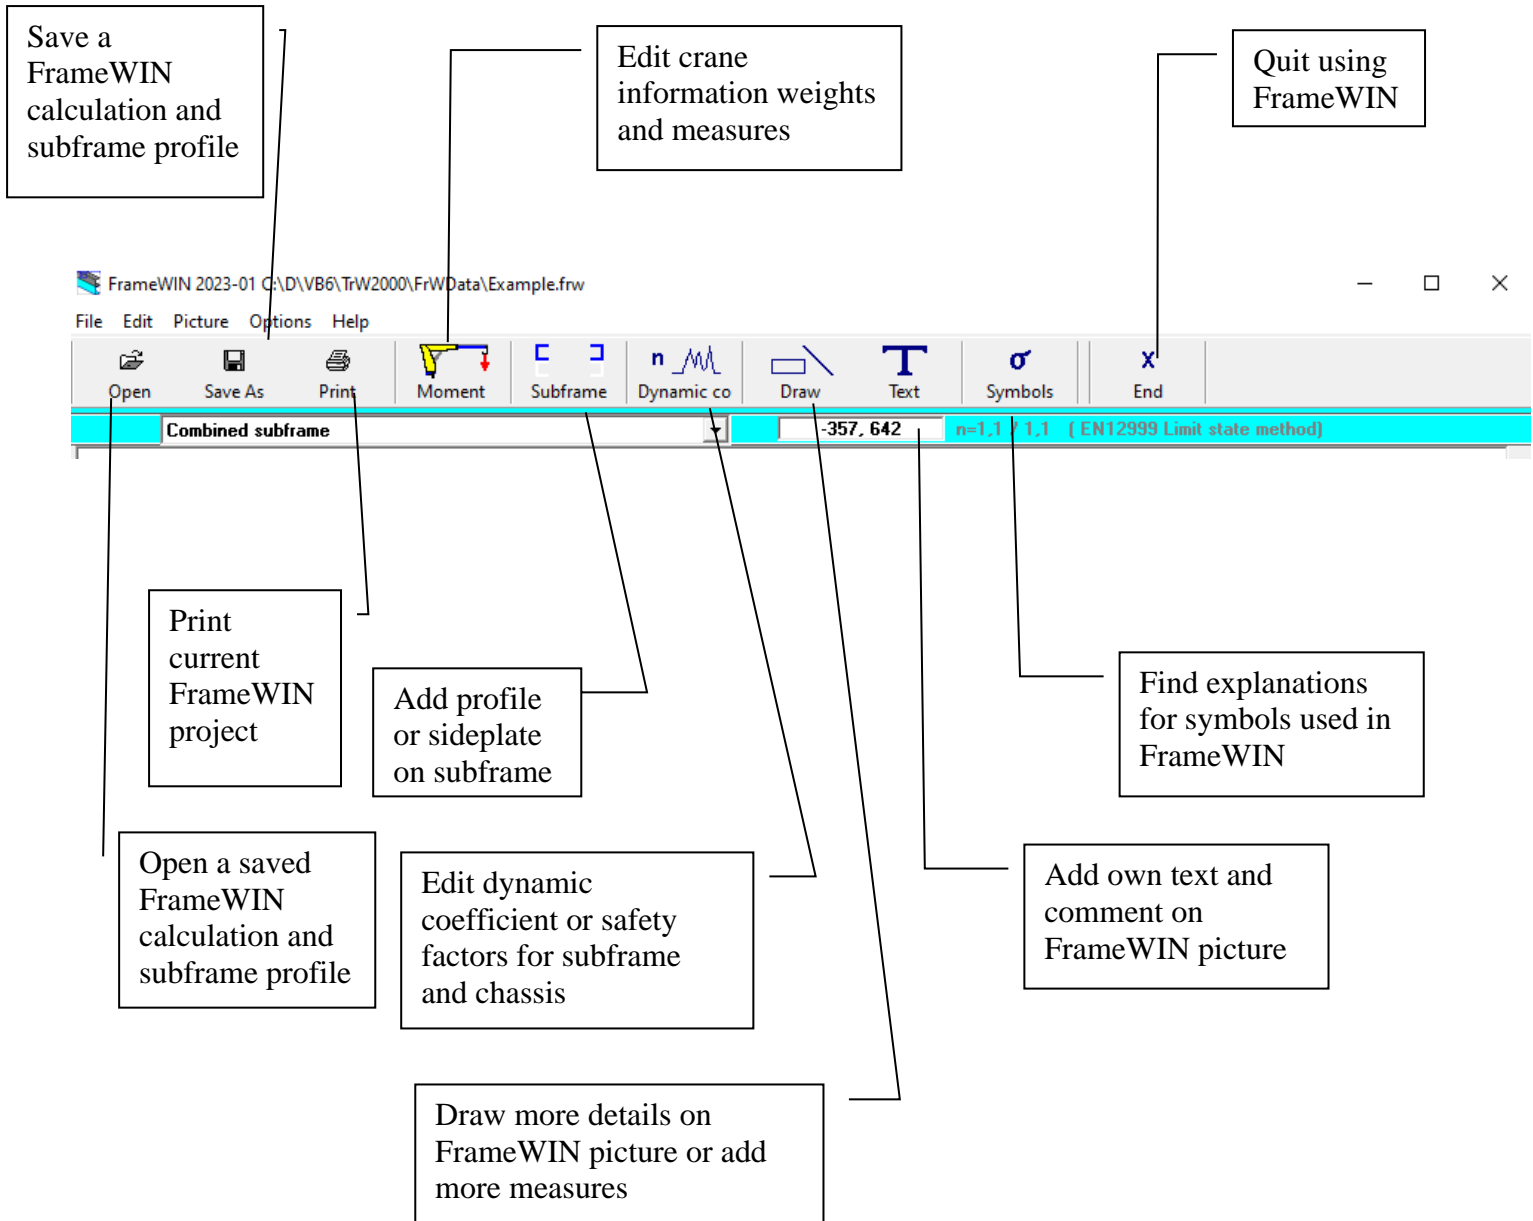 Save a
FrameWIN
calculation and
subframe profile
Edit crane
information weights
and measures
Quit using
FrameWIN
FrameWIN 2023-01 C:\D\VB6\TrW2000\FrWData\Example.frw
File Edit Picture Options Help
n
T
σ
x
Open Save As Print Moment Subframe Dynamic co Draw Text Symbols End
Combined subframe -357, 642 n=1,1 / 1,1 ( EN12999 Limit state method)
Print
current
FrameWIN
project
Add profile
or sideplate
on subframe
Find explanations
for symbols used in
FrameWIN
Open a saved
FrameWIN
calculation and
subframe profile
Edit dynamic
coefficient or safety
factors for subframe
and chassis
Add own text and
comment on
FrameWIN picture
Draw more details on
FrameWIN picture or add
more measures